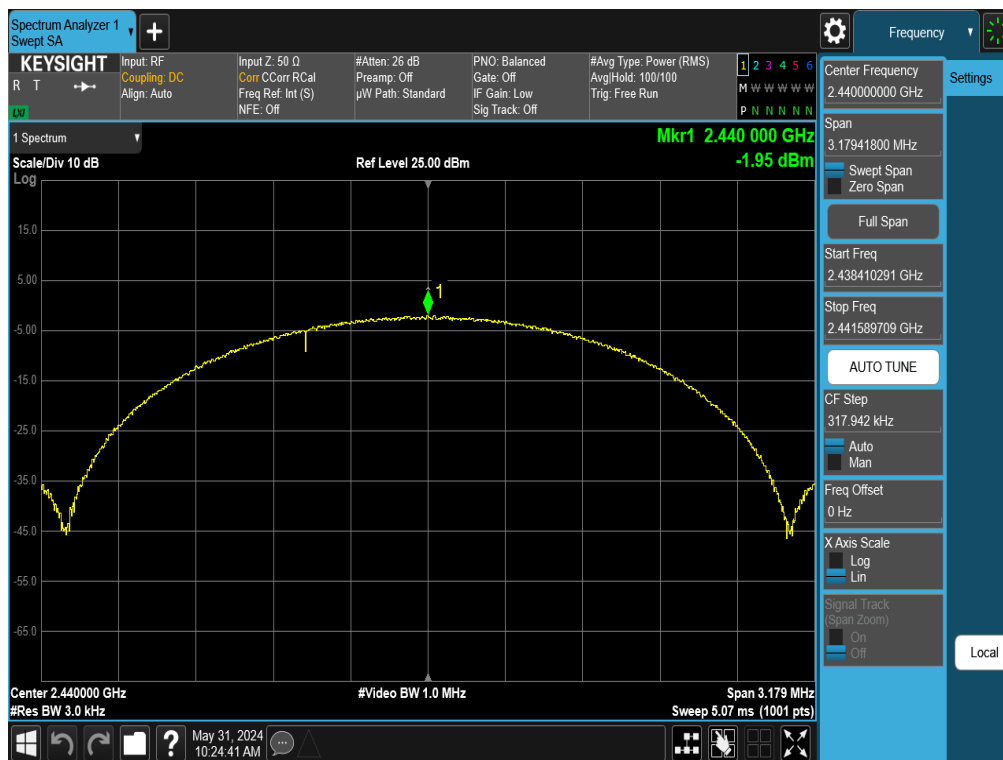 Spectrum Analyzer 1
Swept SA
Frequency
KEYSIGHT
R T
LXI
Input: RF
Coupling: DC
Align: Auto
Input Z: 50 Ω
Corr CCorr RCal
Freq Ref: Int (S)
NFE: Off
#Atten: 26 dB
Preamp: Off
µW Path: Standard
PNO: Balanced
Gate: Off
IF Gain: Low
Sig Track: Off
#Avg Type: Power (RMS)
Avg|Hold: 100/100
Trig: Free Run
1 2 3 4 5 6
M W W W W W
P N N N N N
1 Spectrum
Scale/Div 10 dB
Ref Level 25.00 dBm
Mkr1 2.440 000 GHz
-1.95 dBm
Log
15.0
5.00
-5.00
-15.0
-25.0
-35.0
-45.0
-55.0
-65.0
1
Center 2.440000 GHz
#Res BW 3.0 kHz
#Video BW 1.0 MHz
Span 3.179 MHz
Sweep 5.07 ms (1001 pts)
Center Frequency
2.440000000 GHz
Settings
Span
3.17941800 MHz
Swept Span
Zero Span
Full Span
Start Freq
2.438410291 GHz
Stop Freq
2.441589709 GHz
AUTO TUNE
CF Step
317.942 kHz
Auto
Man
Freq Offset
0 Hz
X Axis Scale
Log
Lin
Signal Track
(Span Zoom)
On
Off
Local
?
May 31, 2024
10:24:41 AM